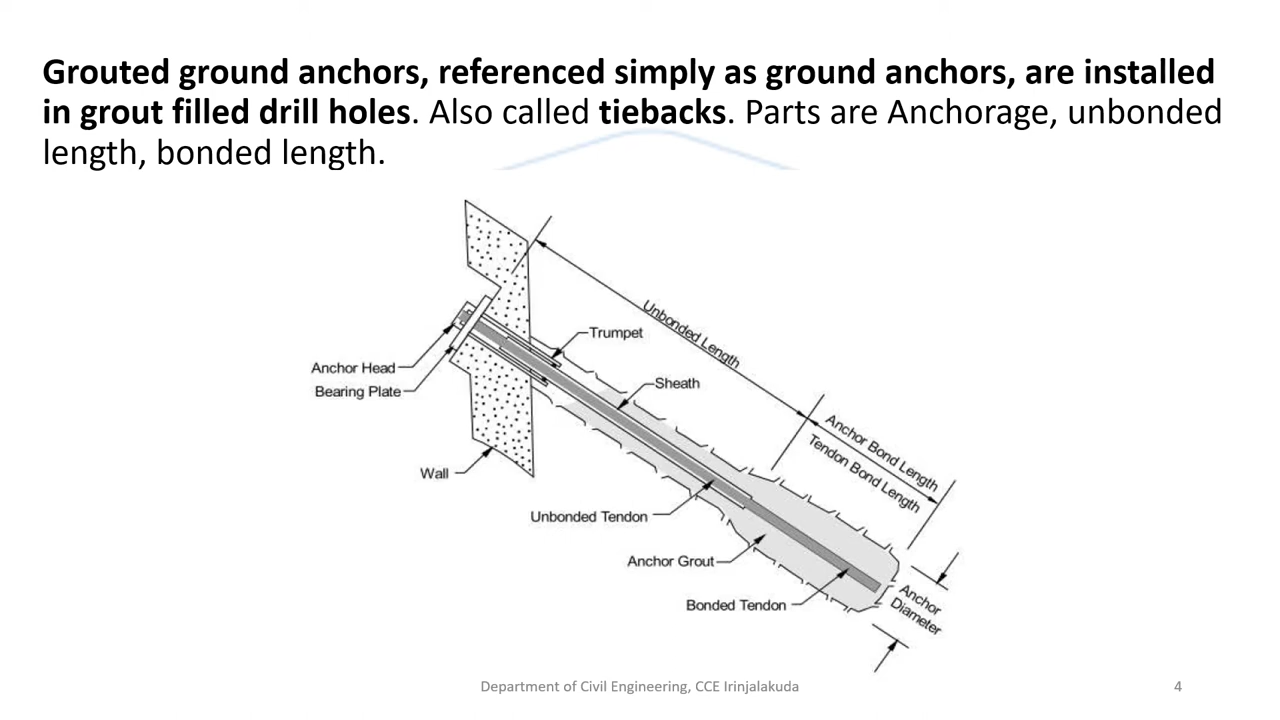 Grouted ground anchors, referenced simply as ground anchors, are installed
in grout filled drill holes. Also called tiebacks. Parts are Anchorage, unbonded
length, bonded length.
Unbonded Length
Trumpet
Anchor Head
Bearing Plate
Sheath
Anchor Bond Length
Tendon Bond Length
Wall
Unbonded Tendon
Anchor Grout
Bonded Tendon
Anchor
Diameter
Department of Civil Engineering, CCE Irinjalakuda
4